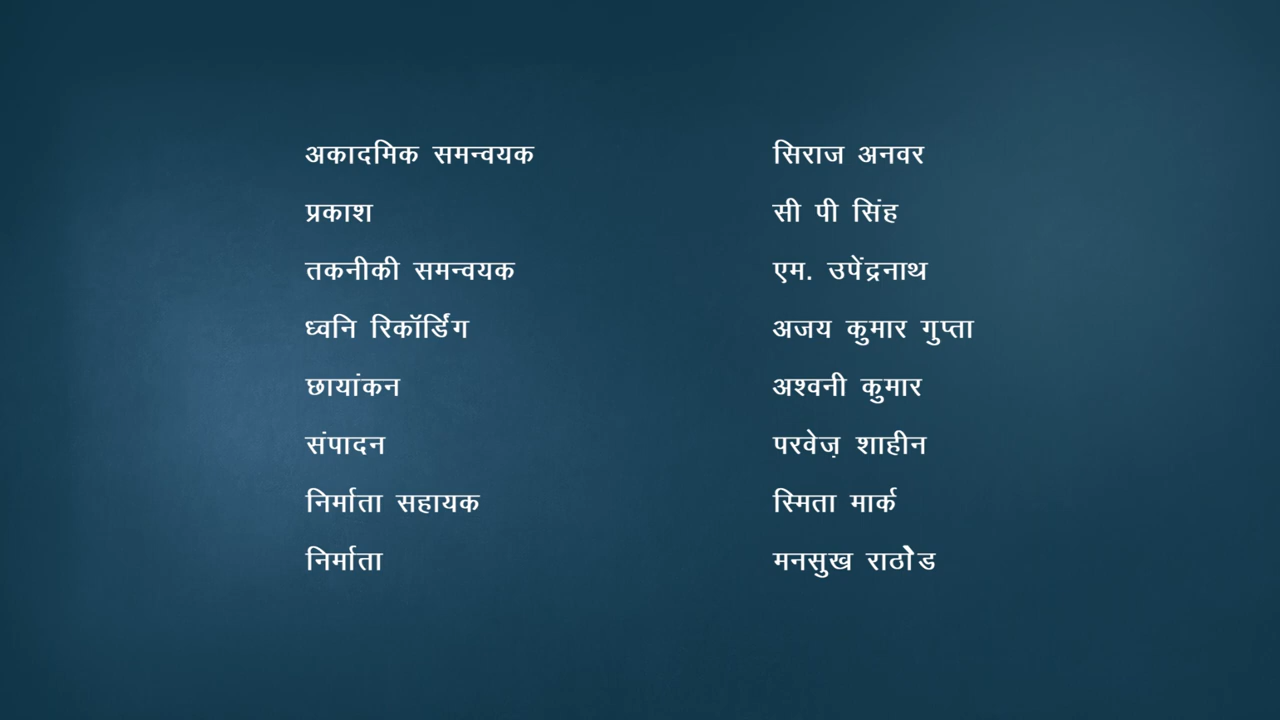 अकादमिक समन्वयक सिराज अनवर
प्रकाश सी पी सिंह
तकनीकी समन्वयक एम. उपेंद्रनाथ
ध्वनि रिकॉर्डिंग अजय कुमार गुप्ता
छायांकन अश्वनी कुमार
संपादन परवेज़ शाहीन
निर्माता सहायक स्मिता मार्क
निर्माता मनसुख राठोड